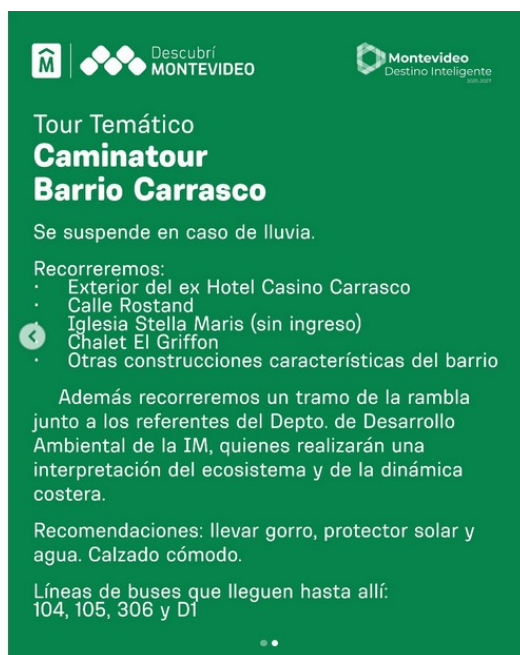 Descubrí
MONTEVIDEO
Montevideo
Destino Inteligente
Tour Temático
Caminatour
Barrio Carrasco
Se suspende en caso de lluvia.
Recorreremos:
· Exterior del ex Hotel Casino Carrasco
· Calle Rostand
· Iglesia Stella Maris (sin ingreso)
· Chalet El Griffon
· Otras construcciones características del barrio
Además recorreremos un tramo de la rambla
junto a los referentes del Depto. de Desarrollo
Ambiental de la IM, quienes realizarán una
interpretación del ecosistema y de la dinámica
costera.
Recomendaciones: llevar gorro, protector solar y
agua. Calzado cómodo.
Líneas de buses que lleguen hasta allí:
104, 105, 306 y D1